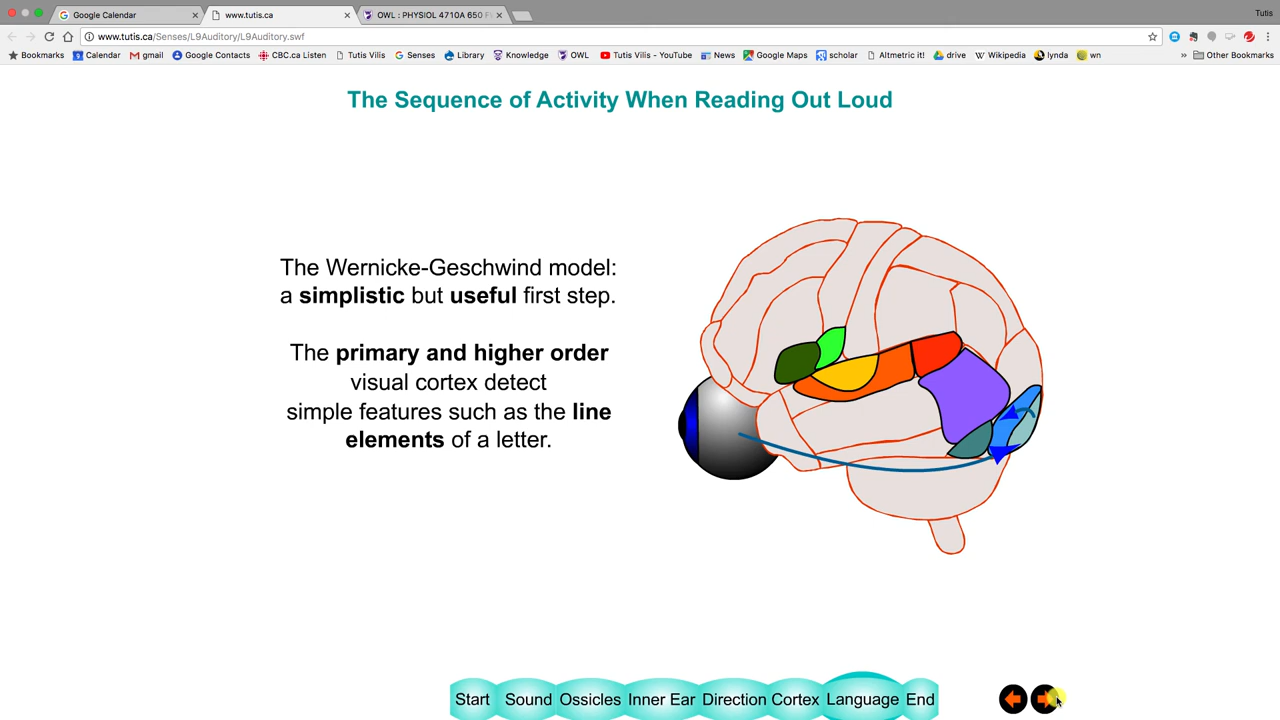 Google Calendar
www.tutis.ca
OWL : PHYSIOL 4710A 650 F
Tutis
www.tutis.ca/Senses/L9Auditory/L9Auditory.swf
Bookmarks Calendar gmail Google Contacts CBC.ca Listen Tutis Vilis Senses Library Knowledge OWL Tutis Vilis - YouTube News Google Maps scholar Altmetric it! drive Wikipedia lynda wn » Other Bookmarks
The Sequence of Activity When Reading Out Loud
The Wernicke-Geschwind model:
a simplistic but useful first step.
The primary and higher order
visual cortex detect
simple features such as the line
elements of a letter.
Start Sound Ossicles Inner Ear Direction Cortex Language End